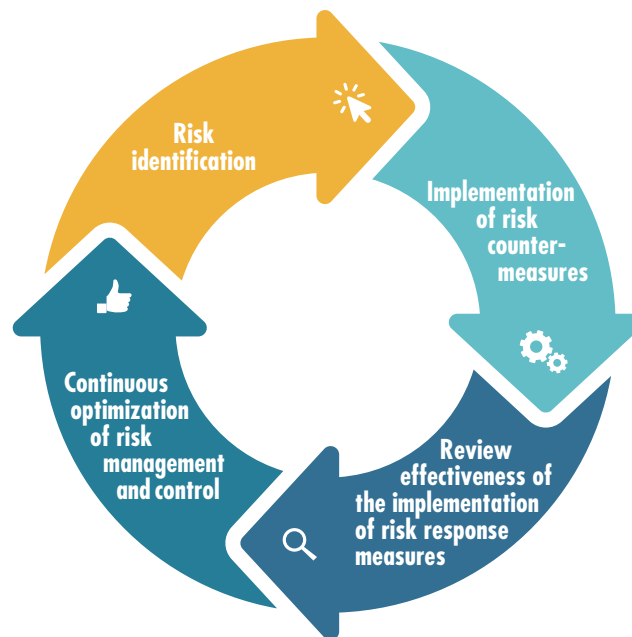 Risk
identification
Implementation
of risk
counter-
measures
Review
effectiveness of
the implementation
of risk response
measures
Continuous
optimization
of risk
management
and control